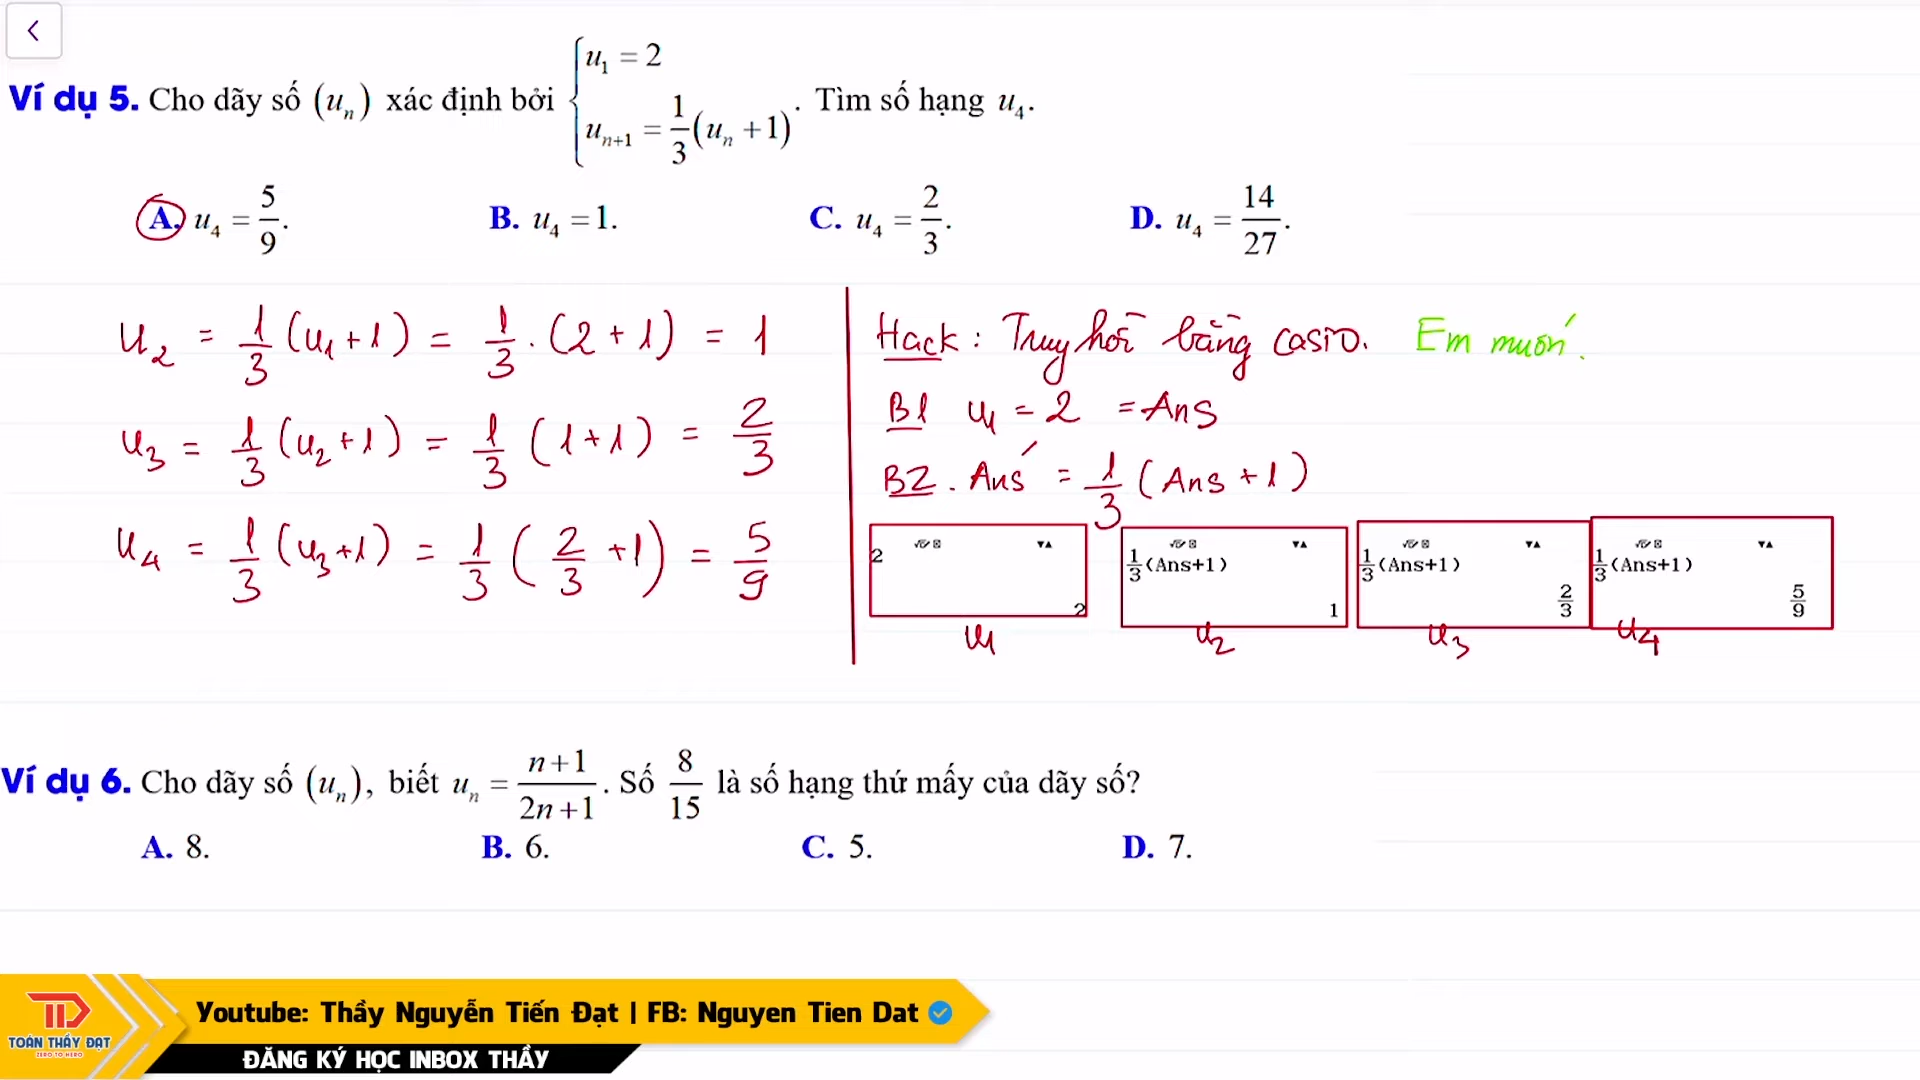 Ví dụ 5. Cho dãy số (uₙ) xác định bởi { u₁ = 2; uₙ₊₁ = 1/3 (uₙ + 1) . Tìm số hạng u₄.
A. u₄ = 5/9. B. u₄ = 1. C. u₄ = 2/3. D. u₄ = 14/27.
u₂ = 1/3 (u₁ + 1) = 1/3 . (2 + 1) = 1
u₃ = 1/3 (u₂ + 1) = 1/3 (1 + 1) = 2/3
u₄ = 1/3 (u₃ + 1) = 1/3 (2/3 + 1) = 5/9
Hack : Truy hồi bằng casio. Em muốn.
B1 u₁ = 2 = Ans
B2. Ans' = 1/3 (Ans + 1)
2 1/3(Ans+1) 1/3(Ans+1) 1/3(Ans+1)
2 1 2/3 5/9
u₁ u₂ u₃ u₄
Ví dụ 6. Cho dãy số (uₙ), biết uₙ = (n+1)/(2n+1). Số 8/15 là số hạng thứ mấy của dãy số?
A. 8. B. 6. C. 5. D. 7.
TOÁN THẦY ĐẠT
ZERO TO HERO
Youtube: Thầy Nguyễn Tiến Đạt | FB: Nguyen Tien Dat
ĐĂNG KÝ HỌC INBOX THẦY